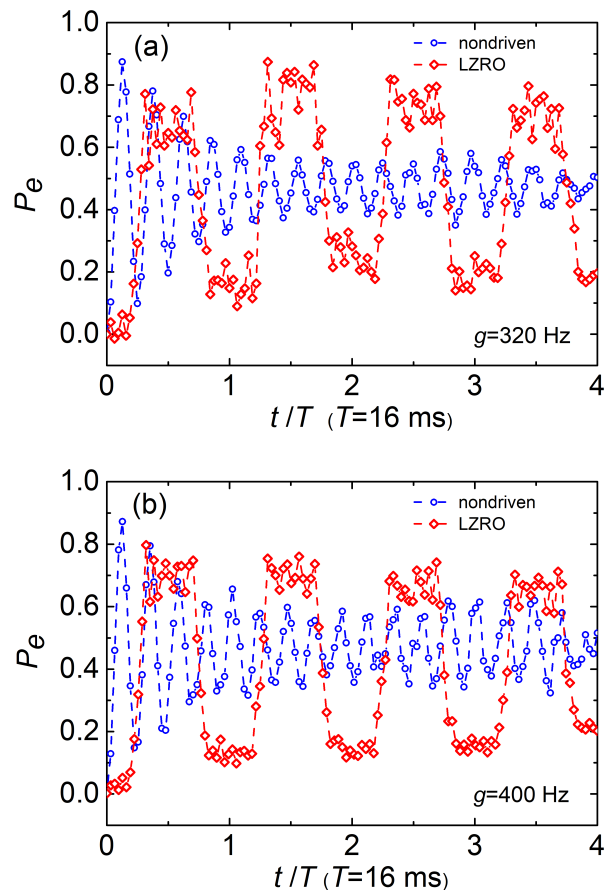 (a)
nondriven
LZRO
1.0
0.8
0.6
0.4
0.2
0.0
Pe
g=320 Hz
0 1 2 3 4
t /T (T=16 ms)
(b)
nondriven
LZRO
1.0
0.8
0.6
0.4
0.2
0.0
Pe
g=400 Hz
0 1 2 3 4
t /T (T=16 ms)